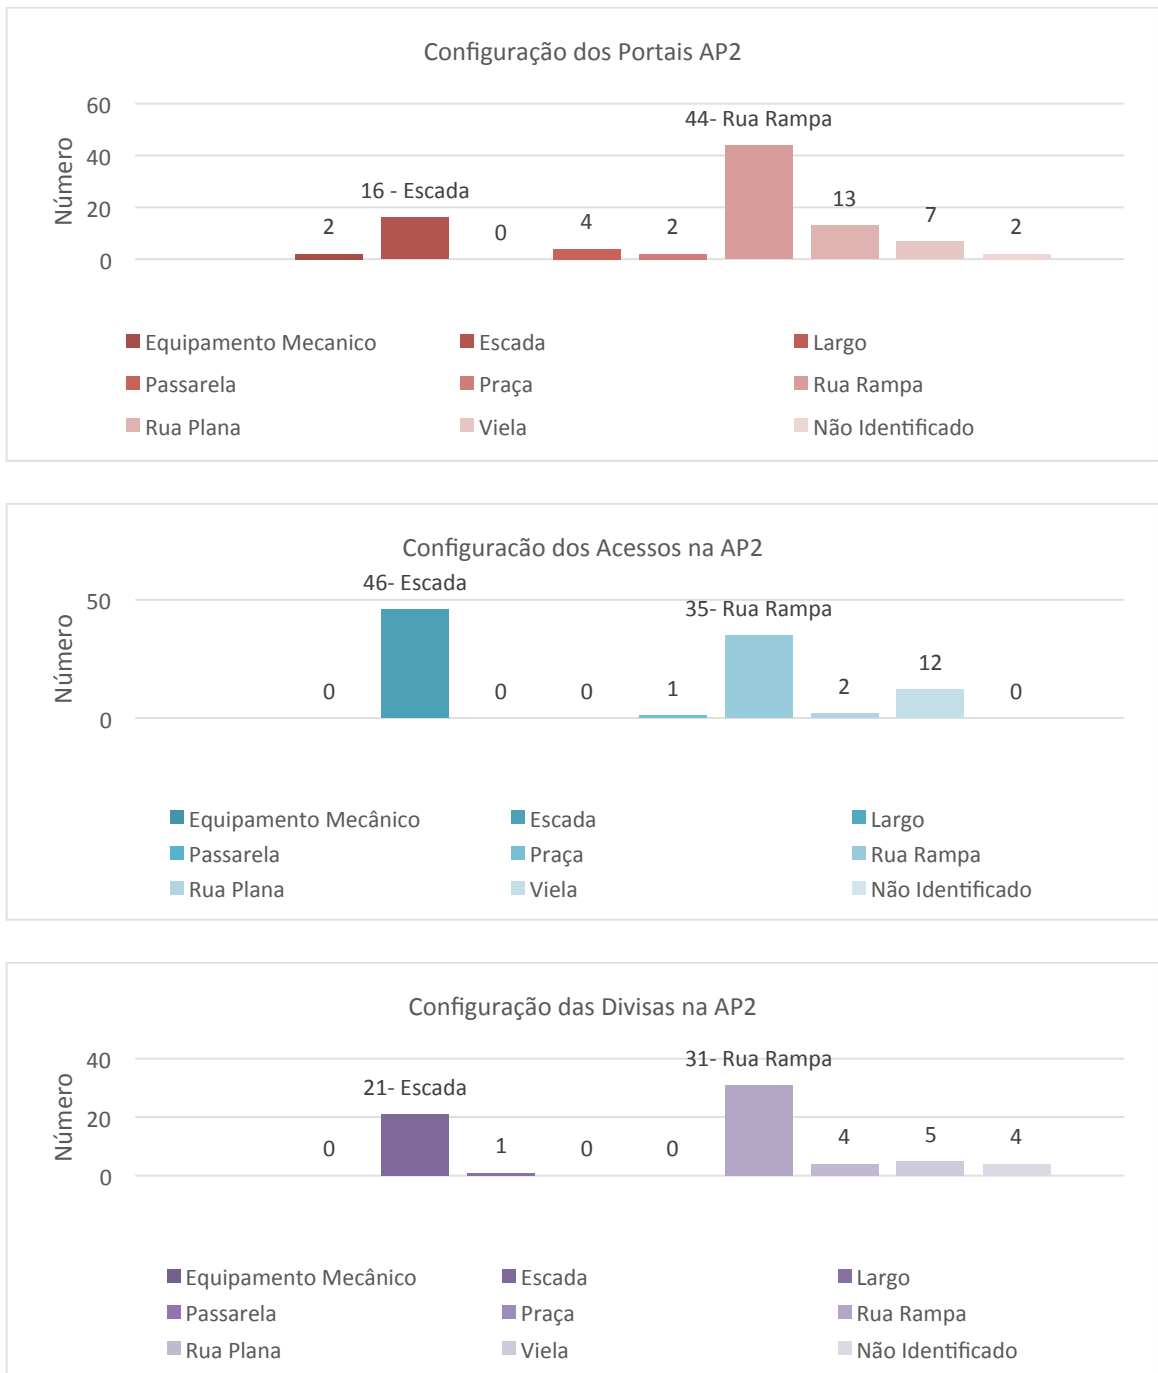 Configuração dos Portais AP2
60
44- Rua Rampa
40
16 - Escada
20
2
0
4
2
13
7
2
0
Número
Equipamento Mecanico
Escada
Largo
Passarela
Praça
Rua Rampa
Rua Plana
Viela
Não Identificado
Configuracão dos Acessos na AP2
46- Escada
50
35- Rua Rampa
0
0
0
1
2
12
0
0
Número
Equipamento Mecânico
Escada
Largo
Passarela
Praça
Rua Rampa
Rua Plana
Viela
Não Identificado
Configuração das Divisas na AP2
40
31- Rua Rampa
21- Escada
20
0
1
0
0
4
5
4
0
Número
Equipamento Mecânico
Escada
Largo
Passarela
Praça
Rua Rampa
Rua Plana
Viela
Não Identificado